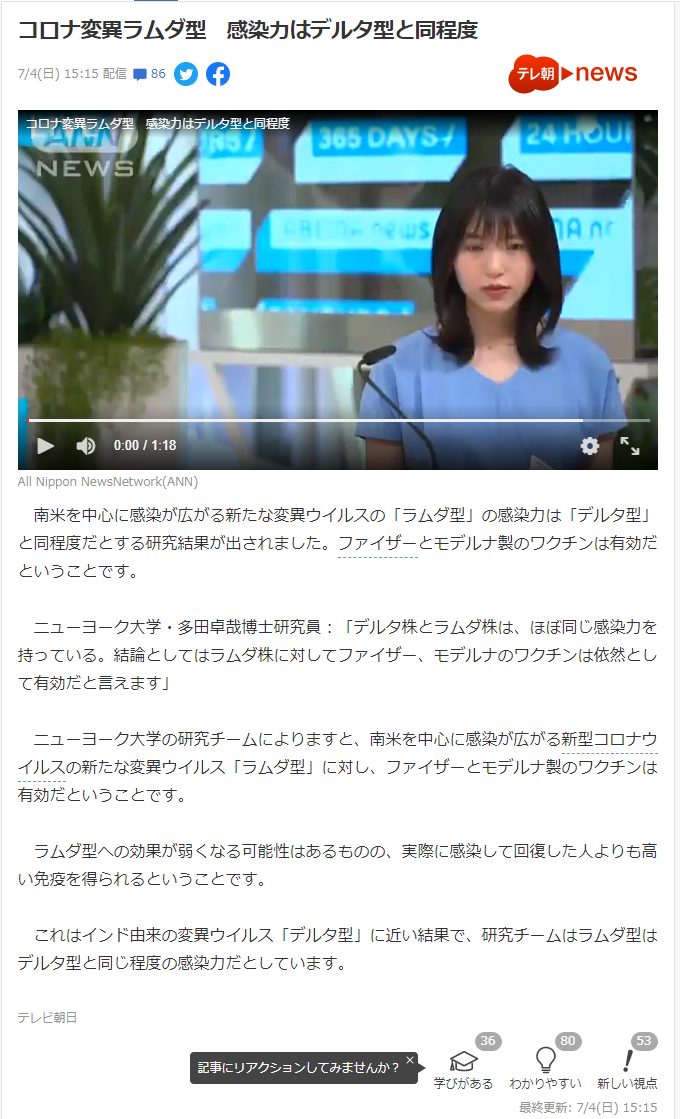 コロナ変異ラムダ型　感染力はデルタ型と同程度
7/4(日) 15:15 配信 86
テレ朝 news
コロナ変異ラムダ型　感染力はデルタ型と同程度
ANN
NEWS
365 DAYS/
24 HOUR
ABEMA news
0:00 / 1:18
All Nippon NewsNetwork(ANN)
南米を中心に感染が広がる新たな変異ウイルスの「ラムダ型」の感染力は「デルタ型」
と同程度だとする研究結果が出されました。ファイザーとモデルナ製のワクチンは有効だ
ということです。
ニューヨーク大学・多田卓哉博士研究員：「デルタ株とラムダ株は、ほぼ同じ感染力を
持っている。結論としてはラムダ株に対してファイザー、モデルナのワクチンは依然とし
て有効だと言えます」
ニューヨーク大学の研究チームによりますと、南米を中心に感染が広がる新型コロナウ
イルスの新たな変異ウイルス「ラムダ型」に対し、ファイザーとモデルナ製のワクチンは
有効だということです。
ラムダ型への効果が弱くなる可能性はあるものの、実際に感染して回復した人よりも高
い免疫を得られるということです。
これはインド由来の変異ウイルス「デルタ型」に近い結果で、研究チームはラムダ型は
デルタ型と同じ程度の感染力だとしています。
テレビ朝日
記事にリアクションしてみませんか？
36 80 53
学びがある わかりやすい 新しい視点
最終更新: 7/4(日) 15:15